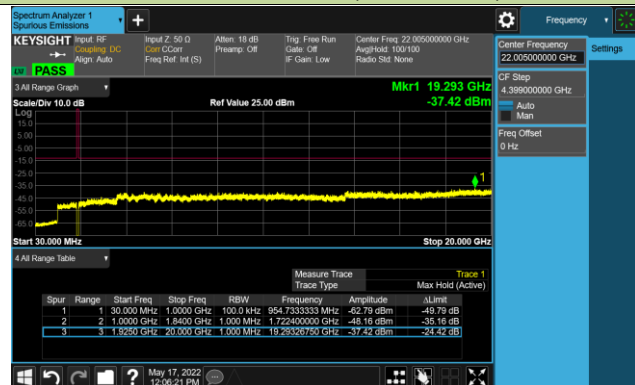 Spectrum Analyzer 1
Spurious Emissions
Frequency
KEYSIGHT
Input: RF
Coupling: DC
Align: Auto
Input Z: 50 Ω
Corr CCorr
Freq Ref: Int (S)
Atten: 18 dB
Preamp: Off
Trig: Free Run
Gate: Off
IF Gain: Low
Center Freq: 22.005000000 GHz
Avg|Hold: 100/100
Radio Std: None
PASS
Center Frequency
22.005000000 GHz
Settings
CF Step
4.399000000 GHz
Auto
Man
Freq Offset
0 Hz
3 All Range Graph
Mkr1 19.293 GHz
Scale/Div 10.0 dB
Ref Value 25.00 dBm
-37.42 dBm
Log
15.0
5.00
-5.00
-15.0
-25.0
-35.0
-45.0
-55.0
-65.0
1
Start 30.000 MHz
Stop 20.000 GHz
4 All Range Table
Measure Trace Trace 1
Trace Type Max Hold (Active)
Spur Range Start Freq Stop Freq RBW Frequency Amplitude ΔLimit
1 1 30.000 MHz 1.0000 GHz 100.0 kHz 954.7333333 MHz -62.79 dBm -49.79 dB
2 2 1.0000 GHz 1.8400 GHz 1.000 MHz 1.722400000 GHz -48.16 dBm -35.16 dB
3 3 1.9250 GHz 20.000 GHz 1.000 MHz 19.29326750 GHz -37.42 dBm -24.42 dB
May 17, 2022
12:06:21 PM